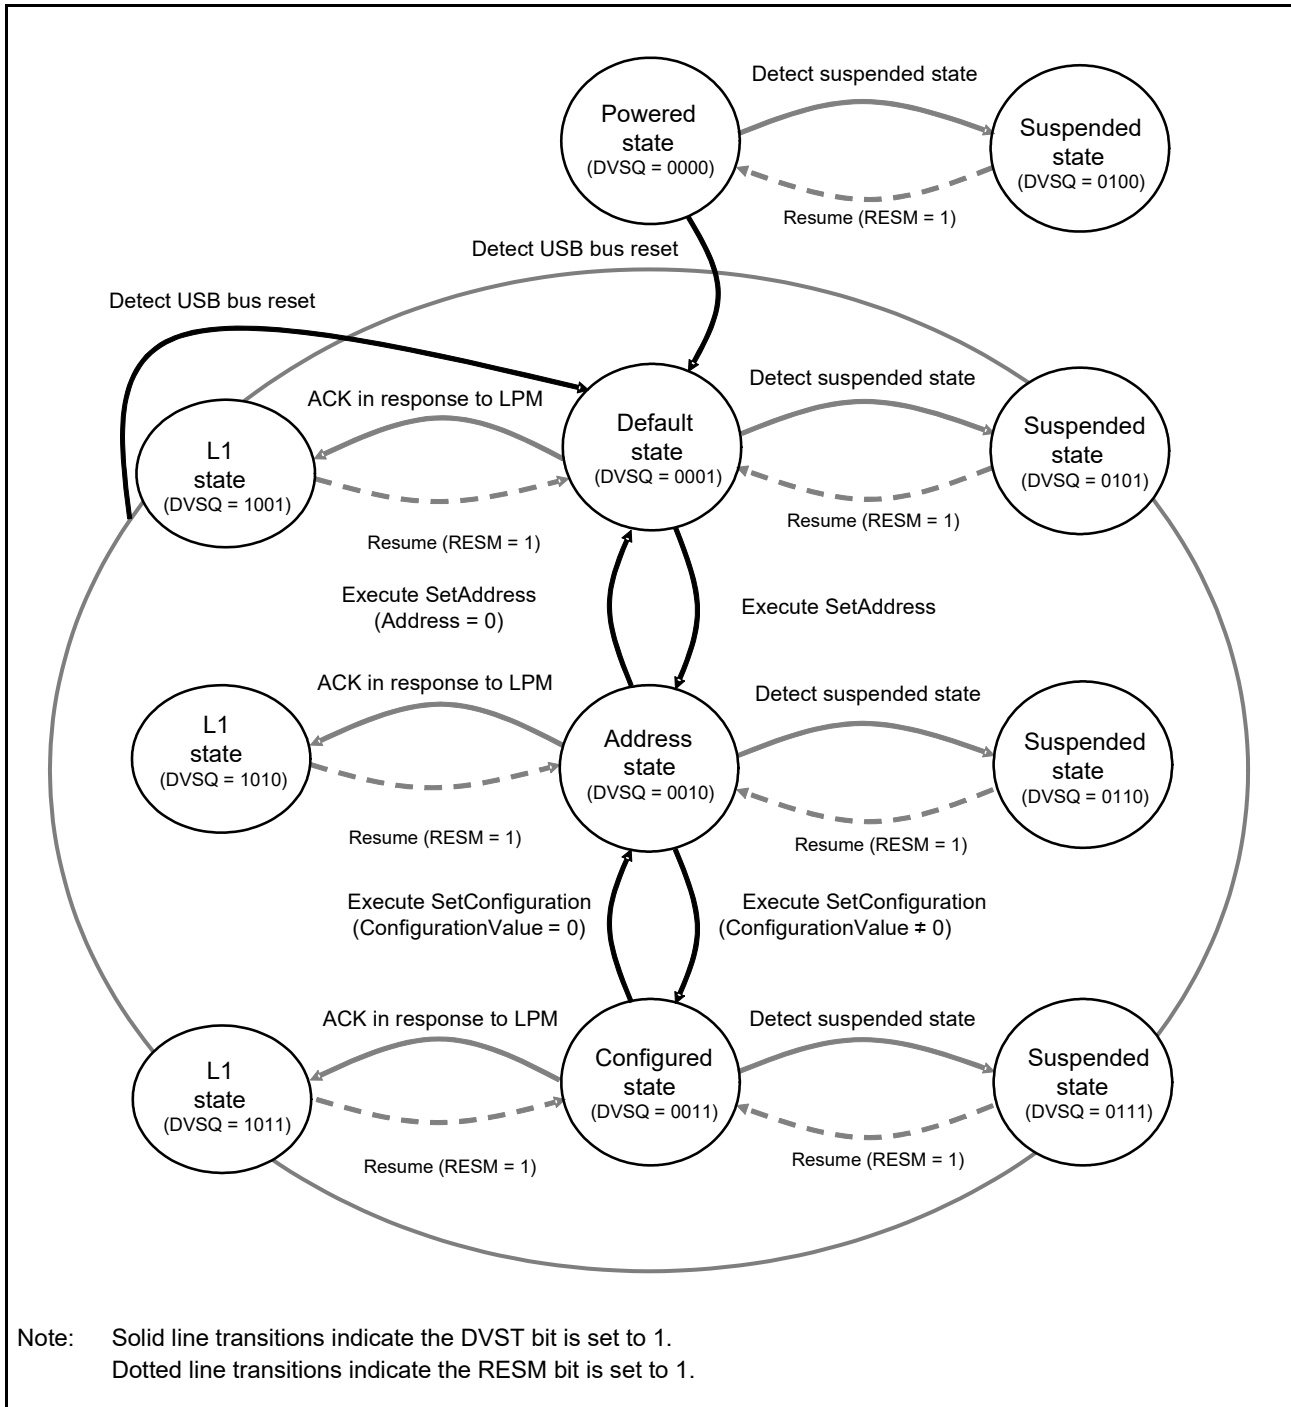 Detect suspended state
Powered
state
(DVSQ = 0000)
Suspended
state
(DVSQ = 0100)
Resume (RESM = 1)
Detect USB bus reset
Detect USB bus reset
Detect suspended state
ACK in response to LPM
Default
state
(DVSQ = 0001)
Suspended
state
(DVSQ = 0101)
L1
state
(DVSQ = 1001)
Resume (RESM = 1)
Resume (RESM = 1)
Execute SetAddress
(Address = 0)
Execute SetAddress
ACK in response to LPM
Detect suspended state
L1
state
(DVSQ = 1010)
Address
state
(DVSQ = 0010)
Suspended
state
(DVSQ = 0110)
Resume (RESM = 1)
Resume (RESM = 1)
Execute SetConfiguration
(ConfigurationValue = 0)
Execute SetConfiguration
(ConfigurationValue ≠ 0)
ACK in response to LPM
Detect suspended state
L1
state
(DVSQ = 1011)
Configured
state
(DVSQ = 0011)
Suspended
state
(DVSQ = 0111)
Resume (RESM = 1)
Resume (RESM = 1)
Note: Solid line transitions indicate the DVST bit is set to 1.
Dotted line transitions indicate the RESM bit is set to 1.